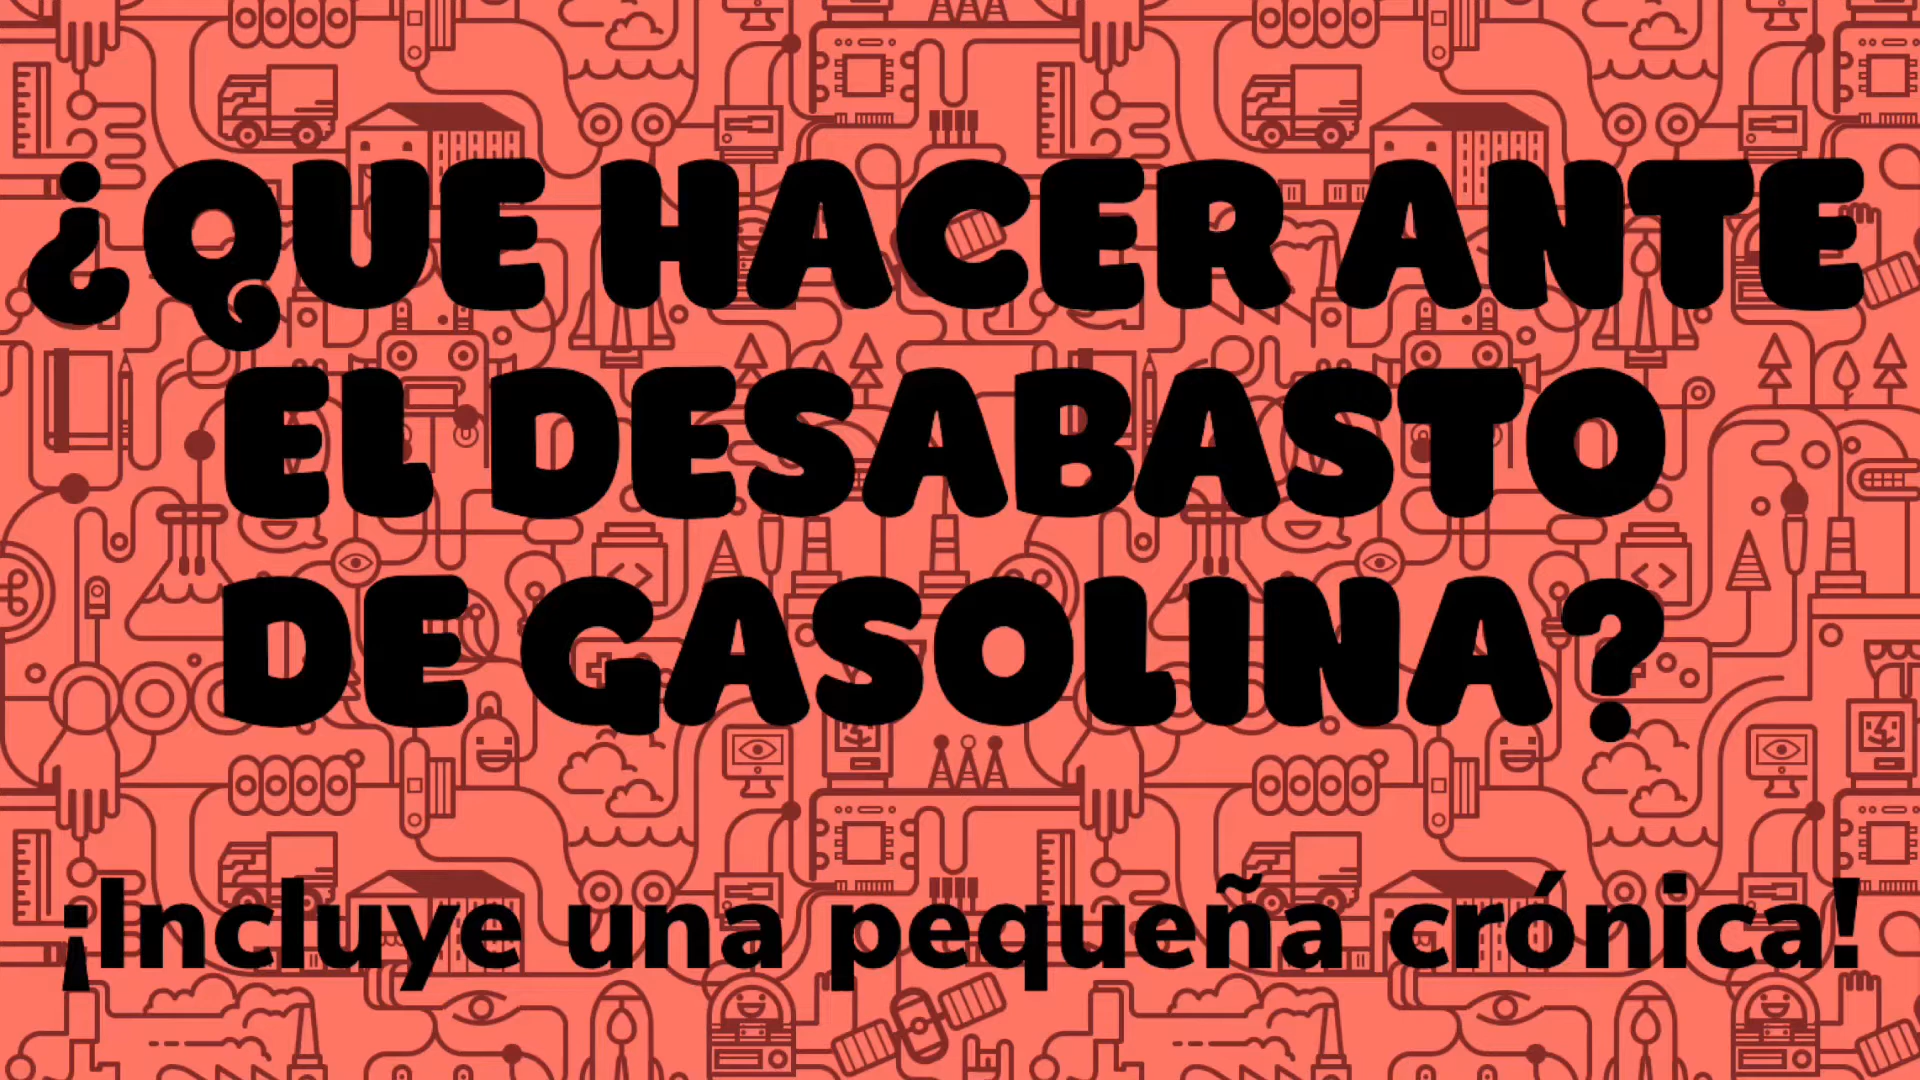 ¿QUE HACER ANTE
EL DESABASTO
DE GASOLINA?
¡Incluye una pequeña crónica!